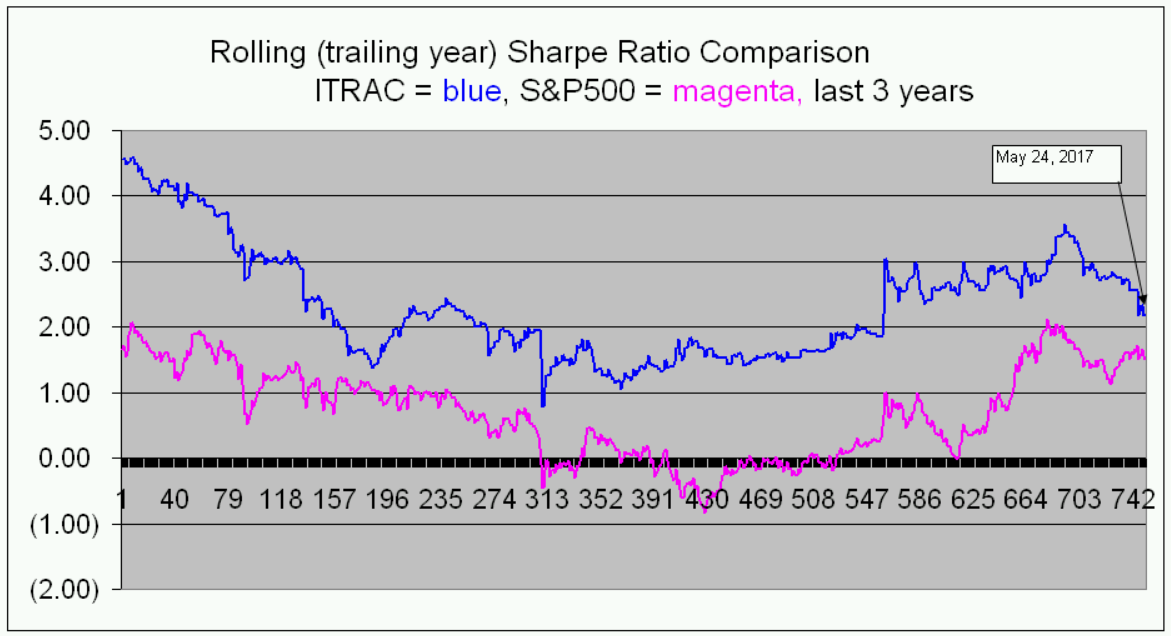 Rolling (trailing year) Sharpe Ratio Comparison
ITRAC = blue, S&P500 = magenta, last 3 years
5.00
May 24, 2017
4.00
3.00
2.00
1.00
0.00
1 40 79 118 157 196 235 274 313 352 391 430 469 508 547 586 625 664 703 742
(1.00)
(2.00)